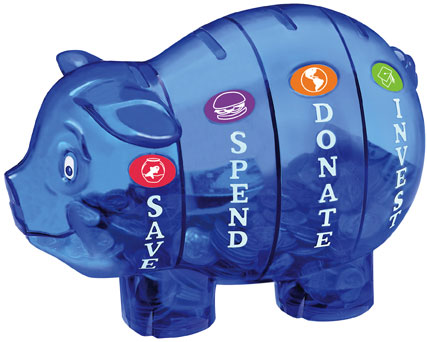 SAVE
SPEND
DONATE
INVEST